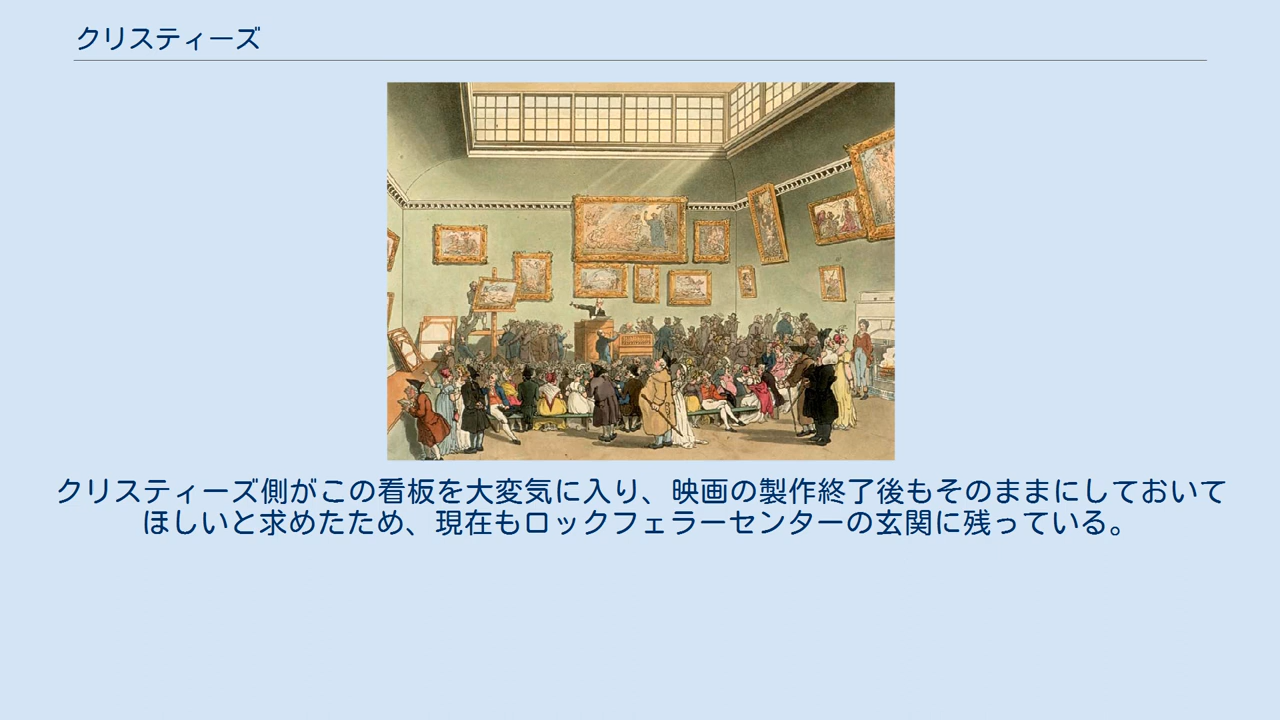 クリスティーズ
クリスティーズ側がこの看板を大変気に入り、映画の製作終了後もそのままにしておいて
ほしいと求めたため、現在もロックフェラーセンターの玄関に残っている。